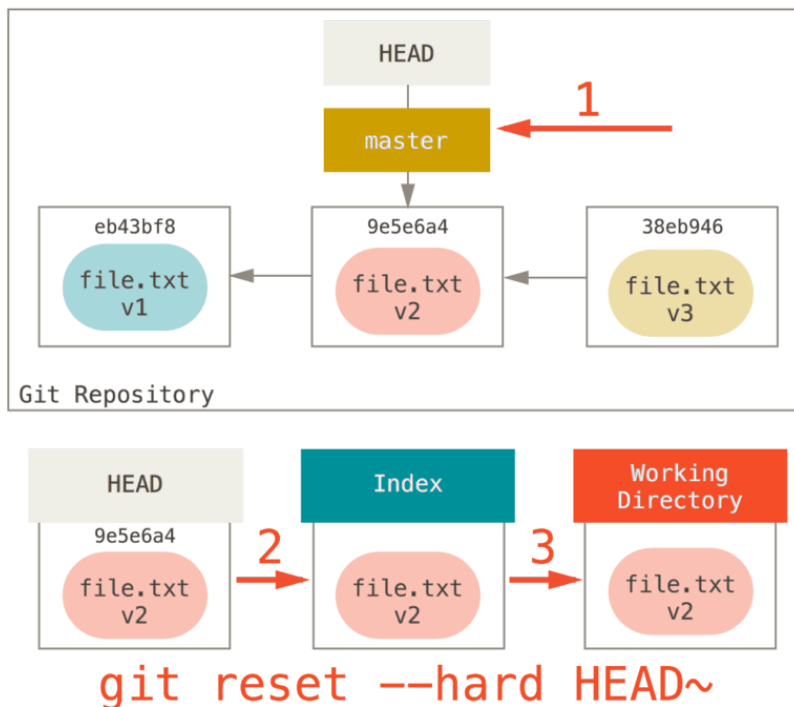 HEAD
1
master
eb43bf8
9e5e6a4
38eb946
file.txt
v1
file.txt
v2
file.txt
v3
Git Repository
HEAD
Index
Working
Directory
9e5e6a4
2
3
file.txt
v2
file.txt
v2
file.txt
v2
git reset --hard HEAD~